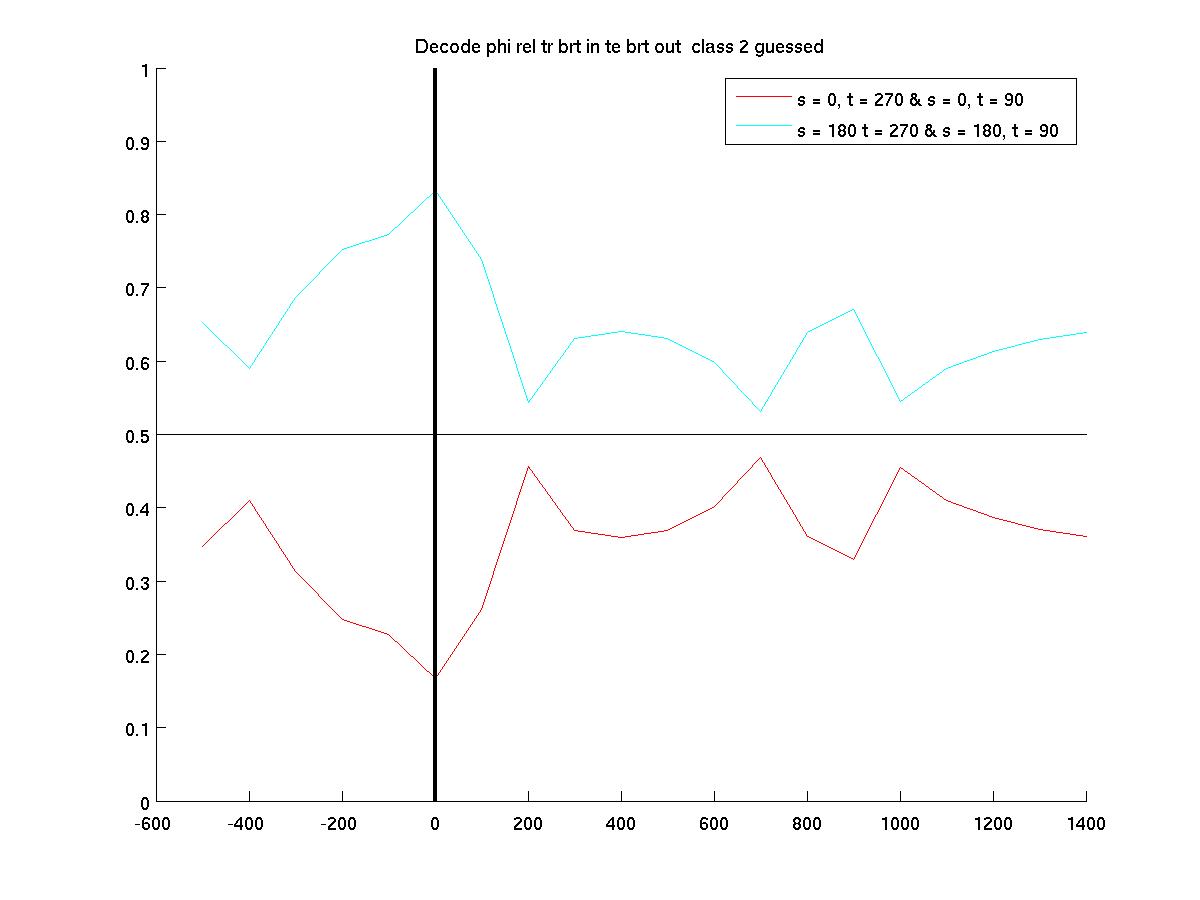 Decode phi rel tr brt in te brt out  class 2 guessed
s = 0, t = 270 & s = 0, t = 90
s = 180 t = 270 & s = 180, t = 90
1
0.9
0.8
0.7
0.6
0.5
0.4
0.3
0.2
0.1
0
-600 -400 -200 0 200 400 600 800 1000 1200 1400